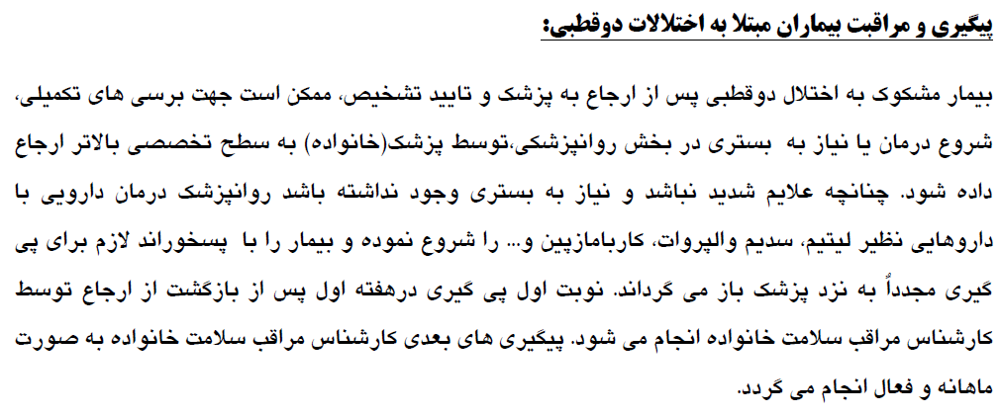 پیگیری و مراقبت بیماران مبتلا به اختلالات دوقطبی:
بیمار مشکوک به اختلال دوقطبی پس از ارجاع به پزشک و تایید تشخیص، ممکن است جهت برسی های تکمیلی،
شروع درمان یا نیاز به بستری در بخش روانپزشکی،توسط پزشک(خانواده) به سطح تخصصی بالاتر ارجاع
داده شود. چنانچه علایم شدید نباشد و نیاز به بستری وجود نداشته باشد روانپزشک درمان دارویی با
داروهایی نظیر لیتیم، سدیم والپروات، کاربامازپین و... را شروع نموده و بیمار را با پسخوراند لازم برای پی
گیری مجدداٌ به نزد پزشک باز می گرداند. نوبت اول پی گیری درهفته اول پس از بازگشت از ارجاع توسط
کارشناس مراقب سلامت خانواده انجام می شود. پیگیری های بعدی کارشناس مراقب سلامت خانواده به صورت
ماهانه و فعال انجام می گردد.